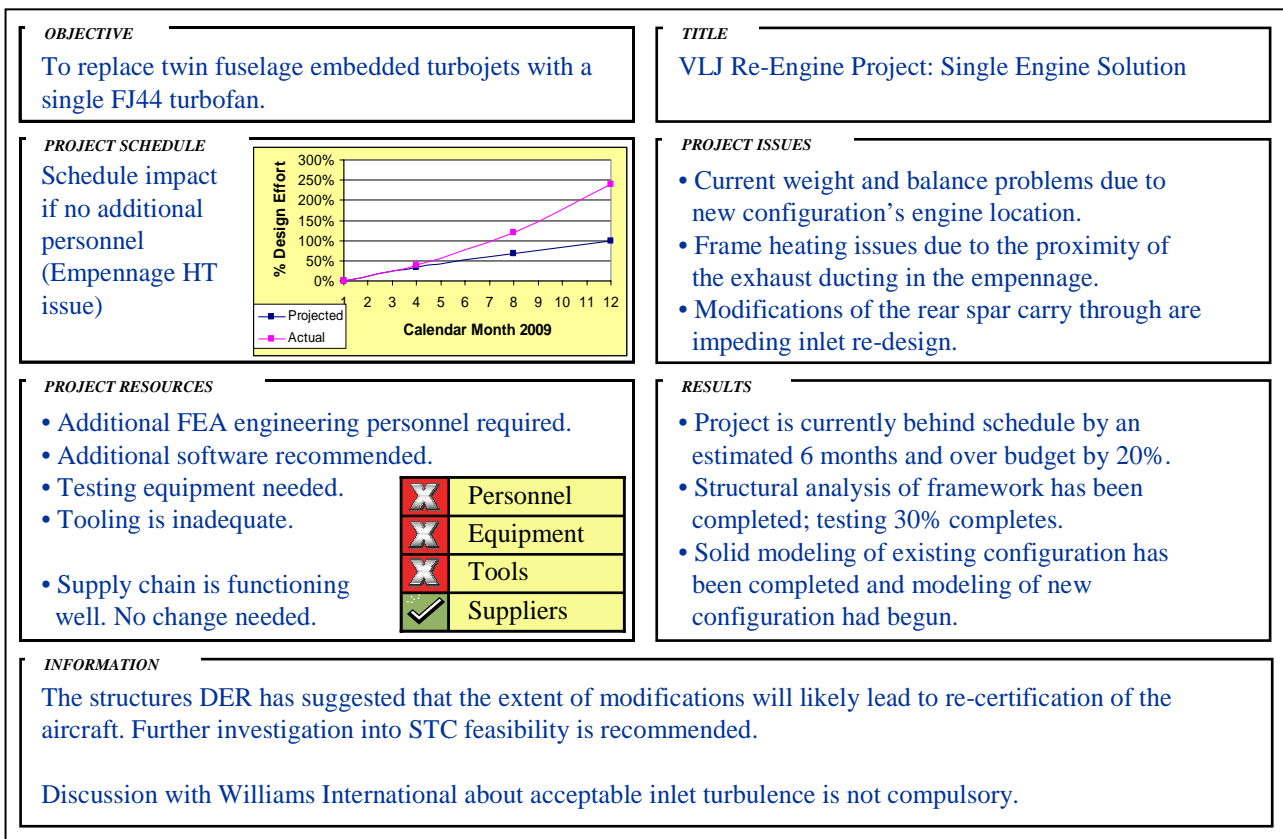 OBJECTIVE
To replace twin fuselage embedded turbojets with a
single FJ44 turbofan.
TITLE
VLJ Re-Engine Project: Single Engine Solution
PROJECT SCHEDULE
Schedule impact
if no additional
personnel
(Empennage HT
issue)
% Design Effort
300%
250%
200%
150%
100%
50%
0%
1 2 3 4 5 6 7 8 9 10 11 12
Calendar Month 2009
Projected
Actual
PROJECT ISSUES
• Current weight and balance problems due to
new configuration's engine location.
• Frame heating issues due to the proximity of
the exhaust ducting in the empennage.
• Modifications of the rear spar carry through are
impeding inlet re-design.
PROJECT RESOURCES
• Additional FEA engineering personnel required.
• Additional software recommended.
• Testing equipment needed.
• Tooling is inadequate.
• Supply chain is functioning
well. No change needed.
Personnel
Equipment
Tools
Suppliers
RESULTS
• Project is currently behind schedule by an
estimated 6 months and over budget by 20%.
• Structural analysis of framework has been
completed; testing 30% completes.
• Solid modeling of existing configuration has
been completed and modeling of new
configuration had begun.
INFORMATION
The structures DER has suggested that the extent of modifications will likely lead to re-certification of the
aircraft. Further investigation into STC feasibility is recommended.
Discussion with Williams International about acceptable inlet turbulence is not compulsory.